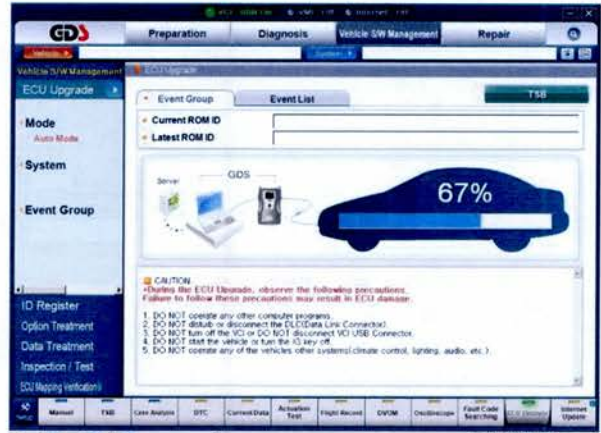 GDS
Preparation
Diagnosis
Vehicle S/W Management
Repair
Vehicle
System
Vehicle S/W Management
ECU Upgrade
ECU Upgrade
Mode
Auto Mode
System
Event Group
ID Register
Option Treatment
Data Treatment
Inspection / Test
ECU Mapping Verification
Event Group
Event List
TSB
Current ROM ID
Latest ROM ID
Server
GDS
67%
CAUTION
*During the ECU Upgrade, observe the following precautions.
Failure to follow these precautions may result in ECU damage.
1. DO NOT operate any other computer programs.
2. DO NOT disturb or disconnect the DLC(Data Link Connector).
3. DO NOT turn off the VCI or DO NOT disconnect VCI USB Connector.
4. DO NOT start the vehicle or turn the IG key off.
5. DO NOT operate any of the vehicles other systems(climate control, lighting, audio, etc.)
Setup
Manual
TSB
Case Analysis
DTC
Current Data
Actuation Test
Flight Record
DVOM
Oscilloscope
Fault Code Searching
ECU Upgrade
Internet Update